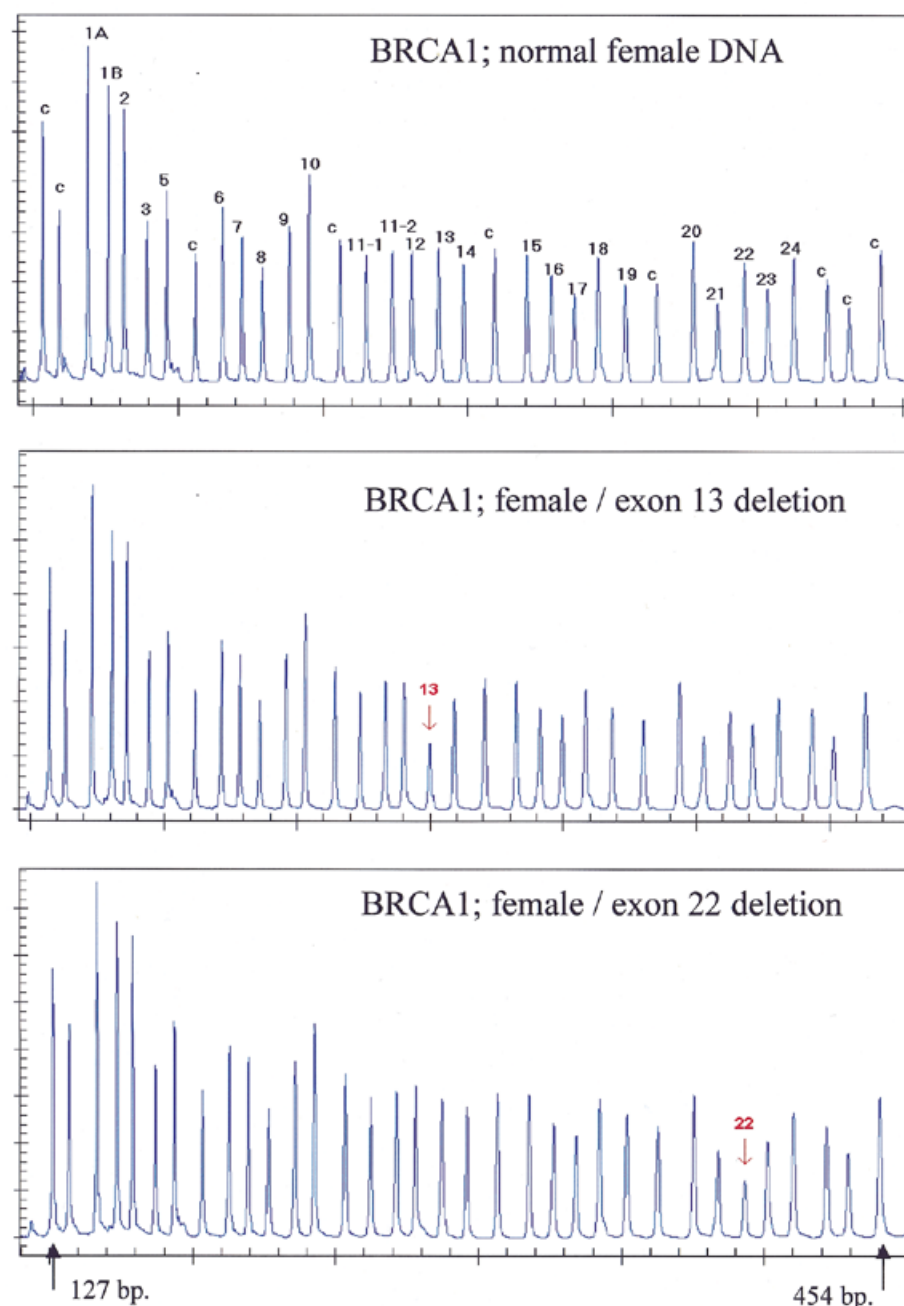 BRCA1; normal female DNA
c
c
1A
1B
2
3
5
c
6
7
8
9
10
c
11-1
11-2
12
13
14
c
15
16
17
18
19
c
20
21
22
23
24
c
c
c
BRCA1; female / exon 13 deletion
13
BRCA1; female / exon 22 deletion
22
127 bp.
454 bp.